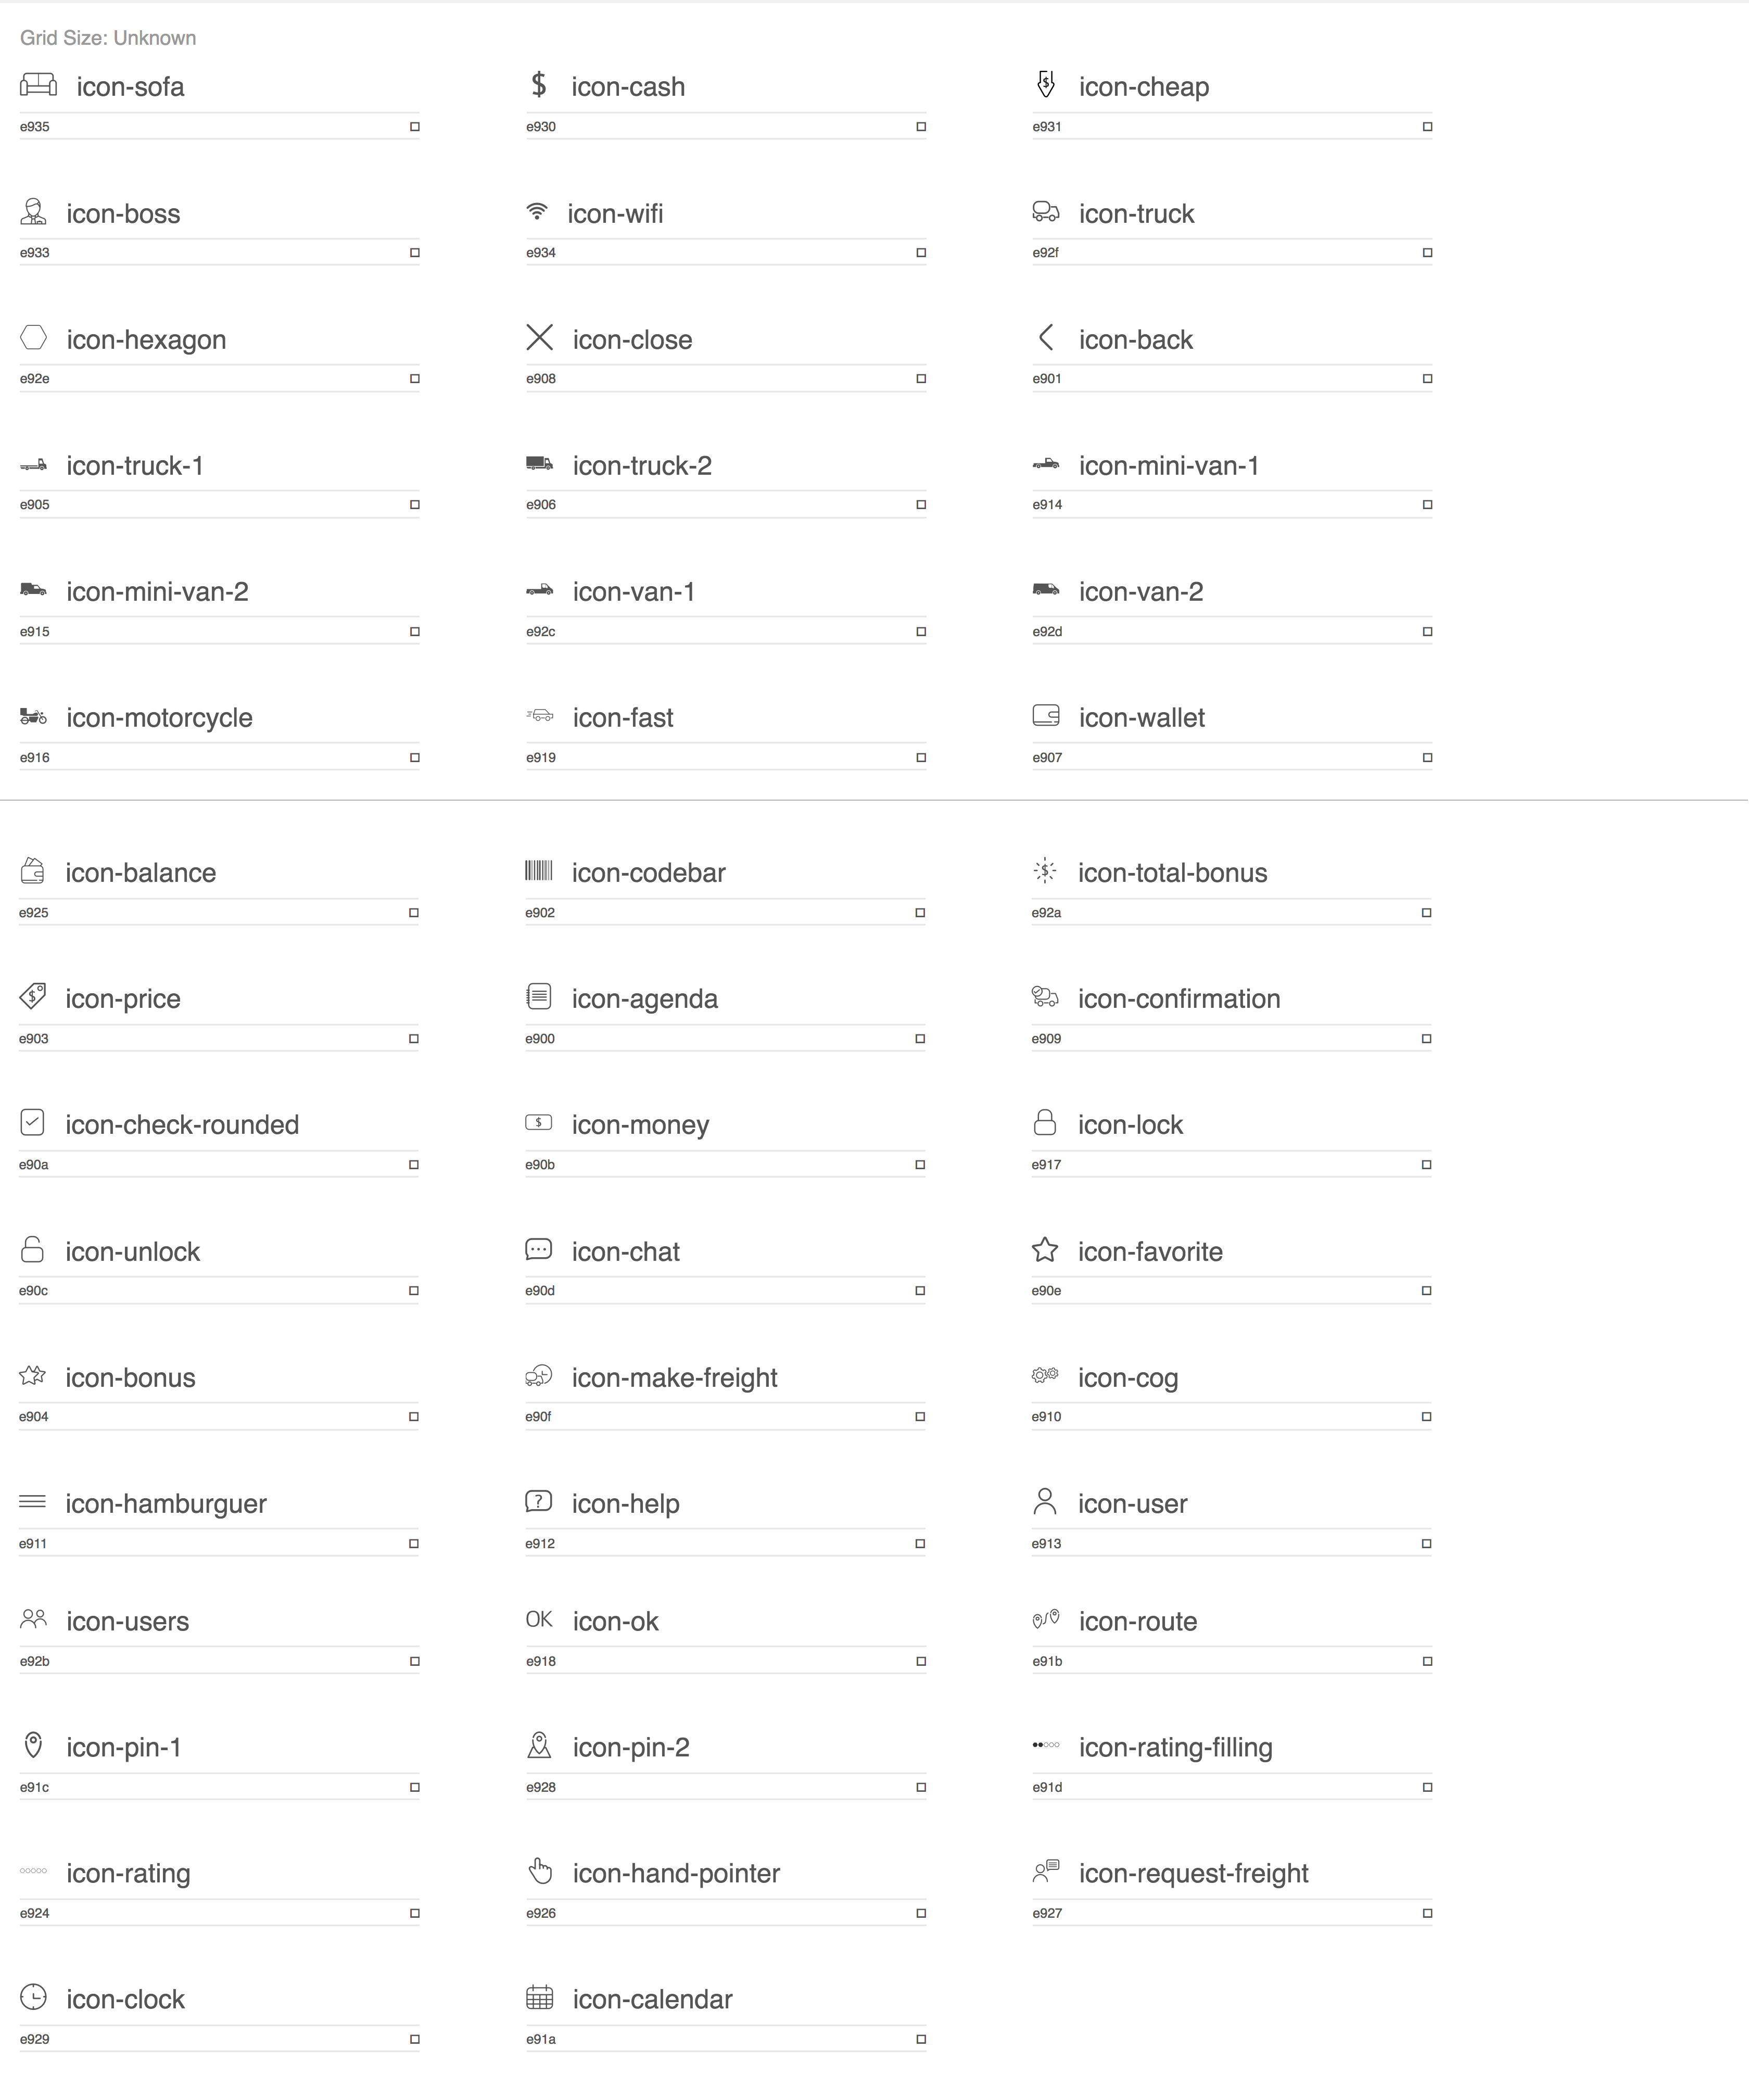 Grid Size: Unknown
icon-sofa
e935
$ icon-cash
e930
$ icon-cheap
e931
icon-boss
e933
icon-wifi
e934
icon-truck
e92f
icon-hexagon
e92e
icon-close
e908
icon-back
e901
icon-truck-1
e905
icon-truck-2
e906
icon-mini-van-1
e914
icon-mini-van-2
e915
icon-van-1
e92c
icon-van-2
e92d
icon-motorcycle
e916
icon-fast
e919
icon-wallet
e907
icon-balance
e925
icon-codebar
e902
$ icon-total-bonus
e92a
$ icon-price
e903
icon-agenda
e900
icon-confirmation
e909
icon-check-rounded
e90a
$ icon-money
e90b
icon-lock
e917
icon-unlock
e90c
icon-chat
e90d
icon-favorite
e90e
icon-bonus
e904
icon-make-freight
e90f
icon-cog
e910
icon-hamburguer
e911
? icon-help
e912
icon-user
e913
icon-users
e92b
OK icon-ok
e918
icon-route
e91b
icon-pin-1
e91c
icon-pin-2
e928
icon-rating-filling
e91d
icon-rating
e924
icon-hand-pointer
e926
icon-request-freight
e927
icon-clock
e929
icon-calendar
e91a